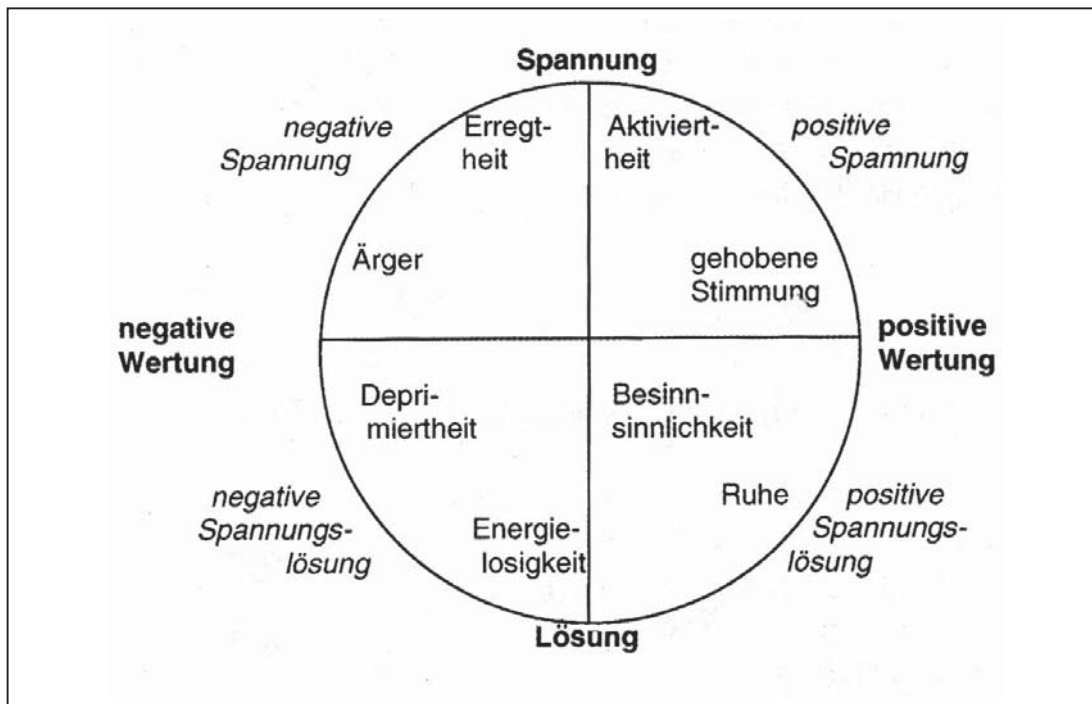 Spannung
negative
Spannung
Erregt-
heit
Aktiviert-
heit
positive
Spamnung
Ärger
gehobene
Stimmung
negative
Wertung
positive
Wertung
Depri-
miertheit
Besinn-
sinnlichkeit
negative
Spannungs-
lösung
Energie-
losigkeit
Ruhe
positive
Spannungs-
lösung
Lösung